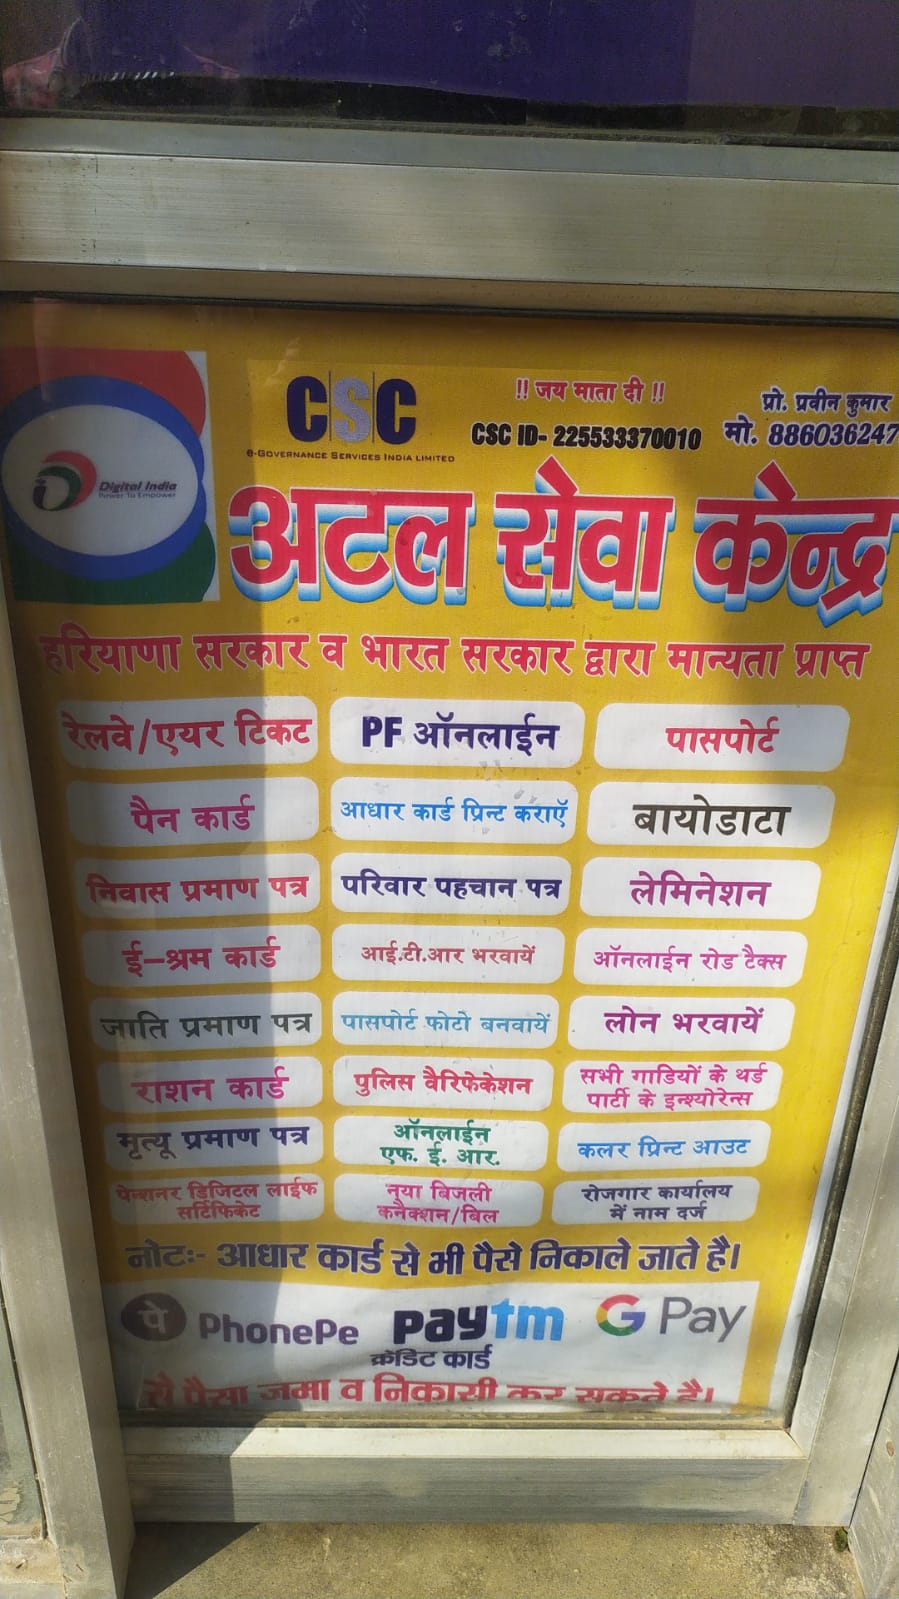 CSC
e-Governance Services India Limited
!! जय माता दी !!
CSC ID- 225533370010
प्रो. प्रवीन कुमार
मो. 886036247
Digital India
Power To Empower
अटल सेवा केन्द्र
हरियाणा सरकार व भारत सरकार द्वारा मान्यता प्राप्त
रेलवे/एयर टिकट
PF ऑनलाईन
पासपोर्ट
पैन कार्ड
आधार कार्ड प्रिन्ट कराएॅ
बायोडाटा
निवास प्रमाण पत्र
परिवार पहचान पत्र
लेमिनेशन
ई–श्रम कार्ड
आई.टी.आर भरवायें
ऑनलाईन रोड टैक्स
जाति प्रमाण पत्र
पासपोर्ट फोटो बनवायें
लोन भरवायें
राशन कार्ड
पुलिस वैरिफेकेशन
सभी गाडियों के थर्ड
पार्टी के इन्श्योरेन्स
मृत्यू प्रमाण पत्र
ऑनलाईन
एफ. ई. आर.
कलर प्रिन्ट आउट
पेन्शनर डिजिटल लाईफ
सर्टिफिकेट
नया बिजली
कनैक्शन/बिल
रोजगार कार्यालय
में नाम दर्ज
नोटः- आधार कार्ड से भी पैसे निकाले जाते है।
पे PhonePe
paytm
G Pay
क्रेडिट कार्ड
से पैसा जमा व निकासी कर सकते है।